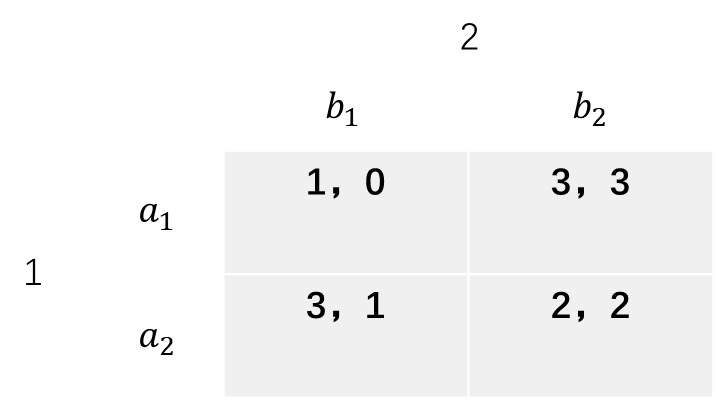 2
b₁ b₂
a₁ 1, 0 3, 3
1
a₂ 3, 1 2, 2